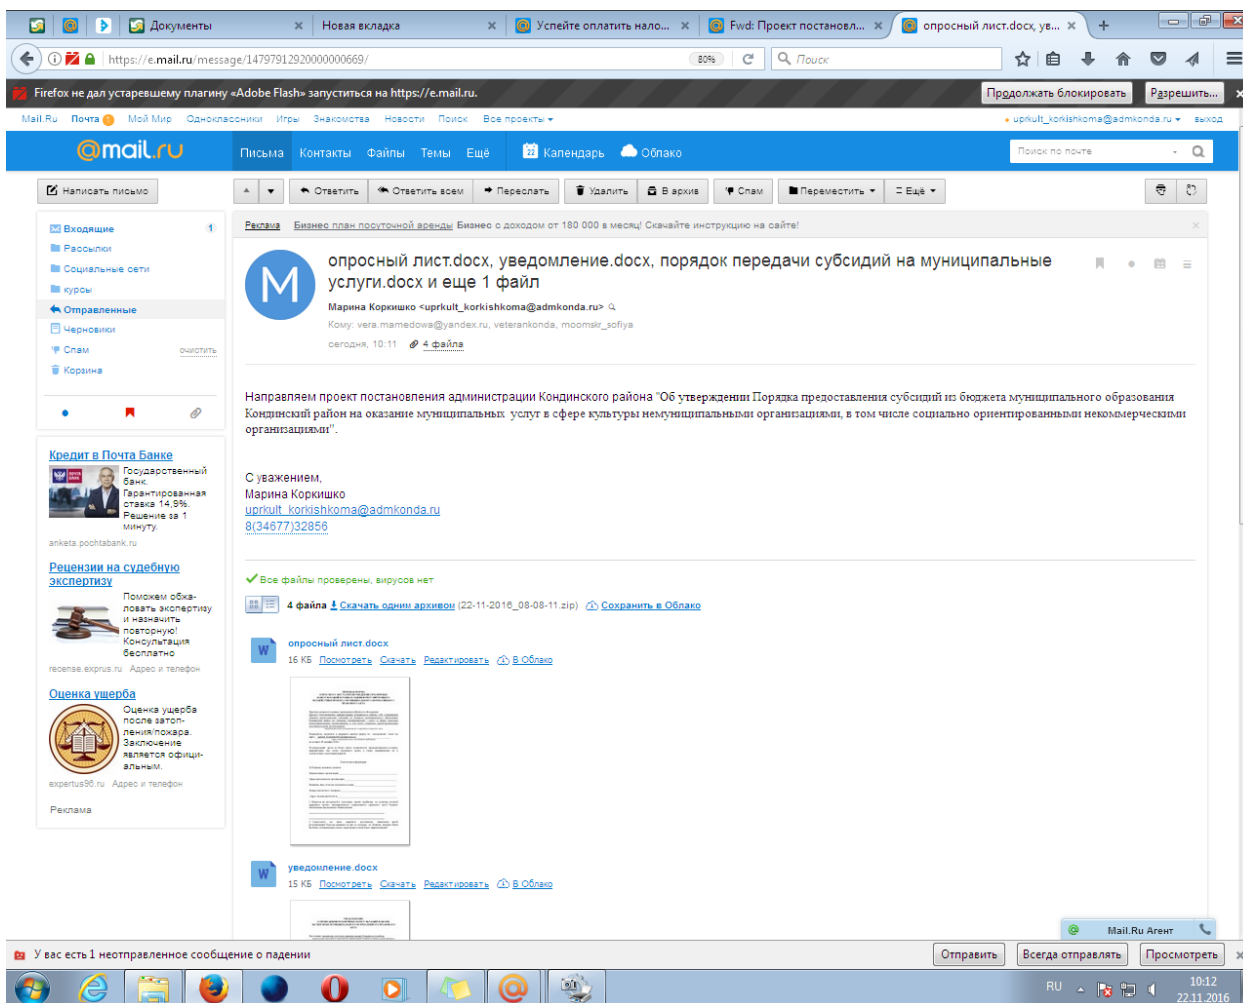 Документы
Новая вкладка
Успейте оплатить нало...
Fwd: Проект постановл...
опросный лист.docx, ув...
https://e.mail.ru/message/14797912920000000669/
80%
Поиск
Firefox не дал устаревшему плагину «Adobe Flash» запуститься на https://e.mail.ru.
Продолжать блокировать
Разрешить...
Mail.Ru Почта 1 Мой Мир Одноклассники Игры Знакомства Новости Поиск Все проекты
uprkult_korkishkoma@admkonda.ru выход
@mail.ru
Письма Контакты Файлы Темы Ещё 22 Календарь Облако
Поиск по почте
Написать письмо
Ответить Ответить всем Переслать Удалить В архив Спам Переместить Ещё
Входящие 1
Рассылки
Социальные сети
курсы
Отправленные
Черновики
Спам очистить
Корзина
Реклама Бизнес план посуточной аренды Бизнес с доходом от 180 000 в месяц! Скачайте инструкцию на сайте!
М
опросный лист.docx, уведомление.docx, порядок передачи субсидий на муниципальные
услуги.docx и еще 1 файл
Марина Коркишко <uprkult_korkishkoma@admkonda.ru>
Кому: vera.mamedowa@yandex.ru, veterankonda, moomskr_sofiya
сегодня, 10:11 4 файла
Направляем проект постановления администрации Кондинского района "Об утверждении Порядка предоставления субсидий из бюджета муниципального образования
Кондинский район на оказание муниципальных услуг в сфере культуры немуниципальными организациями, в том числе социально ориентированными некоммерческими
организациями".
С уважением,
Марина Коркишко
uprkult_korkishkoma@admkonda.ru
8(34677)32856
Кредит в Почта Банке
Государственный
банк.
Гарантированная
ставка 14,9%.
Решение за 1
минуту.
anketa.pochtabank.ru
Рецензии на судебную
экспертизу
Поможем обжа-
ловать экспертизу
и назначить
повторную!
Консультация
бесплатно
recense.exprus.ru Адрес и телефон
Оценка ущерба
Оценка ущерба
после затоп-
ления/пожара.
Заключение
является офици-
альным.
expertus96.ru Адрес и телефон
Реклама
Все файлы проверены, вирусов нет
4 файла Скачать одним архивом (22-11-2016_08-08-11.zip) Сохранить в Облако
W
опросный лист.docx
16 КБ Посмотреть Скачать Редактировать В Облако
W
уведомление.docx
15 КБ Посмотреть Скачать Редактировать В Облако
Mail.Ru Агент
У вас есть 1 неотправленное сообщение о падении
Отправить Всегда отправлять Просмотреть
RU
10:12
22.11.2016